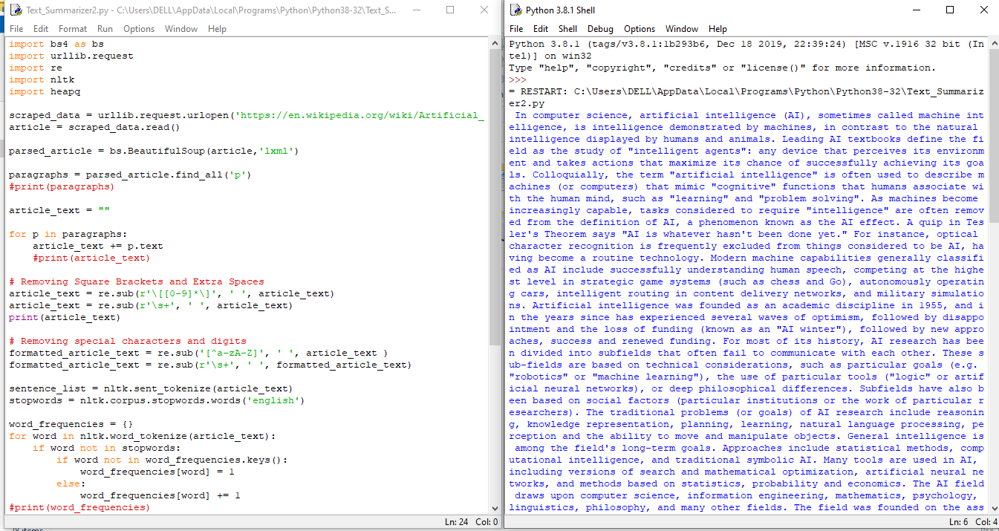 Text_Summarizer2.py - C:\Users\DELL\AppData\Local\Programs\Python\Python38-32\Text_S...
File Edit Format Run Options Window Help
import bs4 as bs
import urllib.request
import re
import nltk
import heapq
scraped_data = urllib.request.urlopen('https://en.wikipedia.org/wiki/Artificial_
article = scraped_data.read()
parsed_article = bs.BeautifulSoup(article,'lxml')
paragraphs = parsed_article.find_all('p')
#print(paragraphs)
article_text = ""
for p in paragraphs:
    article_text += p.text
    #print(article_text)
# Removing Square Brackets and Extra Spaces
article_text = re.sub(r'\[[0-9]*\]', ' ', article_text)
article_text = re.sub(r'\s+', ' ', article_text)
print(article_text)
# Removing special characters and digits
formatted_article_text = re.sub('[^a-zA-Z]', ' ', article_text )
formatted_article_text = re.sub(r'\s+', ' ', formatted_article_text)
sentence_list = nltk.sent_tokenize(article_text)
stopwords = nltk.corpus.stopwords.words('english')
word_frequencies = {}
for word in nltk.word_tokenize(article_text):
    if word not in stopwords:
        if word not in word_frequencies.keys():
            word_frequencies[word] = 1
        else:
            word_frequencies[word] += 1
#print(word_frequencies)
Ln: 24 Col: 0
Python 3.8.1 Shell
File Edit Shell Debug Options Window Help
Python 3.8.1 (tags/v3.8.1:1b293b6, Dec 18 2019, 22:39:24) [MSC v.1916 32 bit (In
tel)] on win32
Type "help", "copyright", "credits" or "license()" for more information.
>>>
= RESTART: C:\Users\DELL\AppData\Local\Programs\Python\Python38-32\Text_Summariz
er2.py
 In computer science, artificial intelligence (AI), sometimes called machine int
elligence, is intelligence demonstrated by machines, in contrast to the natural
intelligence displayed by humans and animals. Leading AI textbooks define the fi
eld as the study of "intelligent agents": any device that perceives its environm
ent and takes actions that maximize its chance of successfully achieving its goa
ls. Colloquially, the term "artificial intelligence" is often used to describe m
achines (or computers) that mimic "cognitive" functions that humans associate wi
th the human mind, such as "learning" and "problem solving". As machines become
increasingly capable, tasks considered to require "intelligence" are often remov
ed from the definition of AI, a phenomenon known as the AI effect. A quip in Tes
ler's Theorem says "AI is whatever hasn't been done yet." For instance, optical
character recognition is frequently excluded from things considered to be AI, ha
ving become a routine technology. Modern machine capabilities generally classifi
ed as AI include successfully understanding human speech, competing at the highe
st level in strategic game systems (such as chess and Go), autonomously operatin
g cars, intelligent routing in content delivery networks, and military simulatio
ns. Artificial intelligence was founded as an academic discipline in 1955, and i
n the years since has experienced several waves of optimism, followed by disappo
intment and the loss of funding (known as an "AI winter"), followed by new appro
aches, success and renewed funding. For most of its history, AI research has bee
n divided into subfields that often fail to communicate with each other. These s
ub-fields are based on technical considerations, such as particular goals (e.g.
"robotics" or "machine learning"), the use of particular tools ("logic" or artif
icial neural networks), or deep philosophical differences. Subfields have also b
een based on social factors (particular institutions or the work of particular r
esearchers). The traditional problems (or goals) of AI research include reasonin
g, knowledge representation, planning, learning, natural language processing, pe
rception and the ability to move and manipulate objects. General intelligence is
 among the field's long-term goals. Approaches include statistical methods, comp
utational intelligence, and traditional symbolic AI. Many tools are used in AI,
including versions of search and mathematical optimization, artificial neural ne
tworks, and methods based on statistics, probability and economics. The AI field
 draws upon computer science, information engineering, mathematics, psychology,
linguistics, philosophy, and many other fields. The field was founded on the ass
Ln: 6 Col: 4